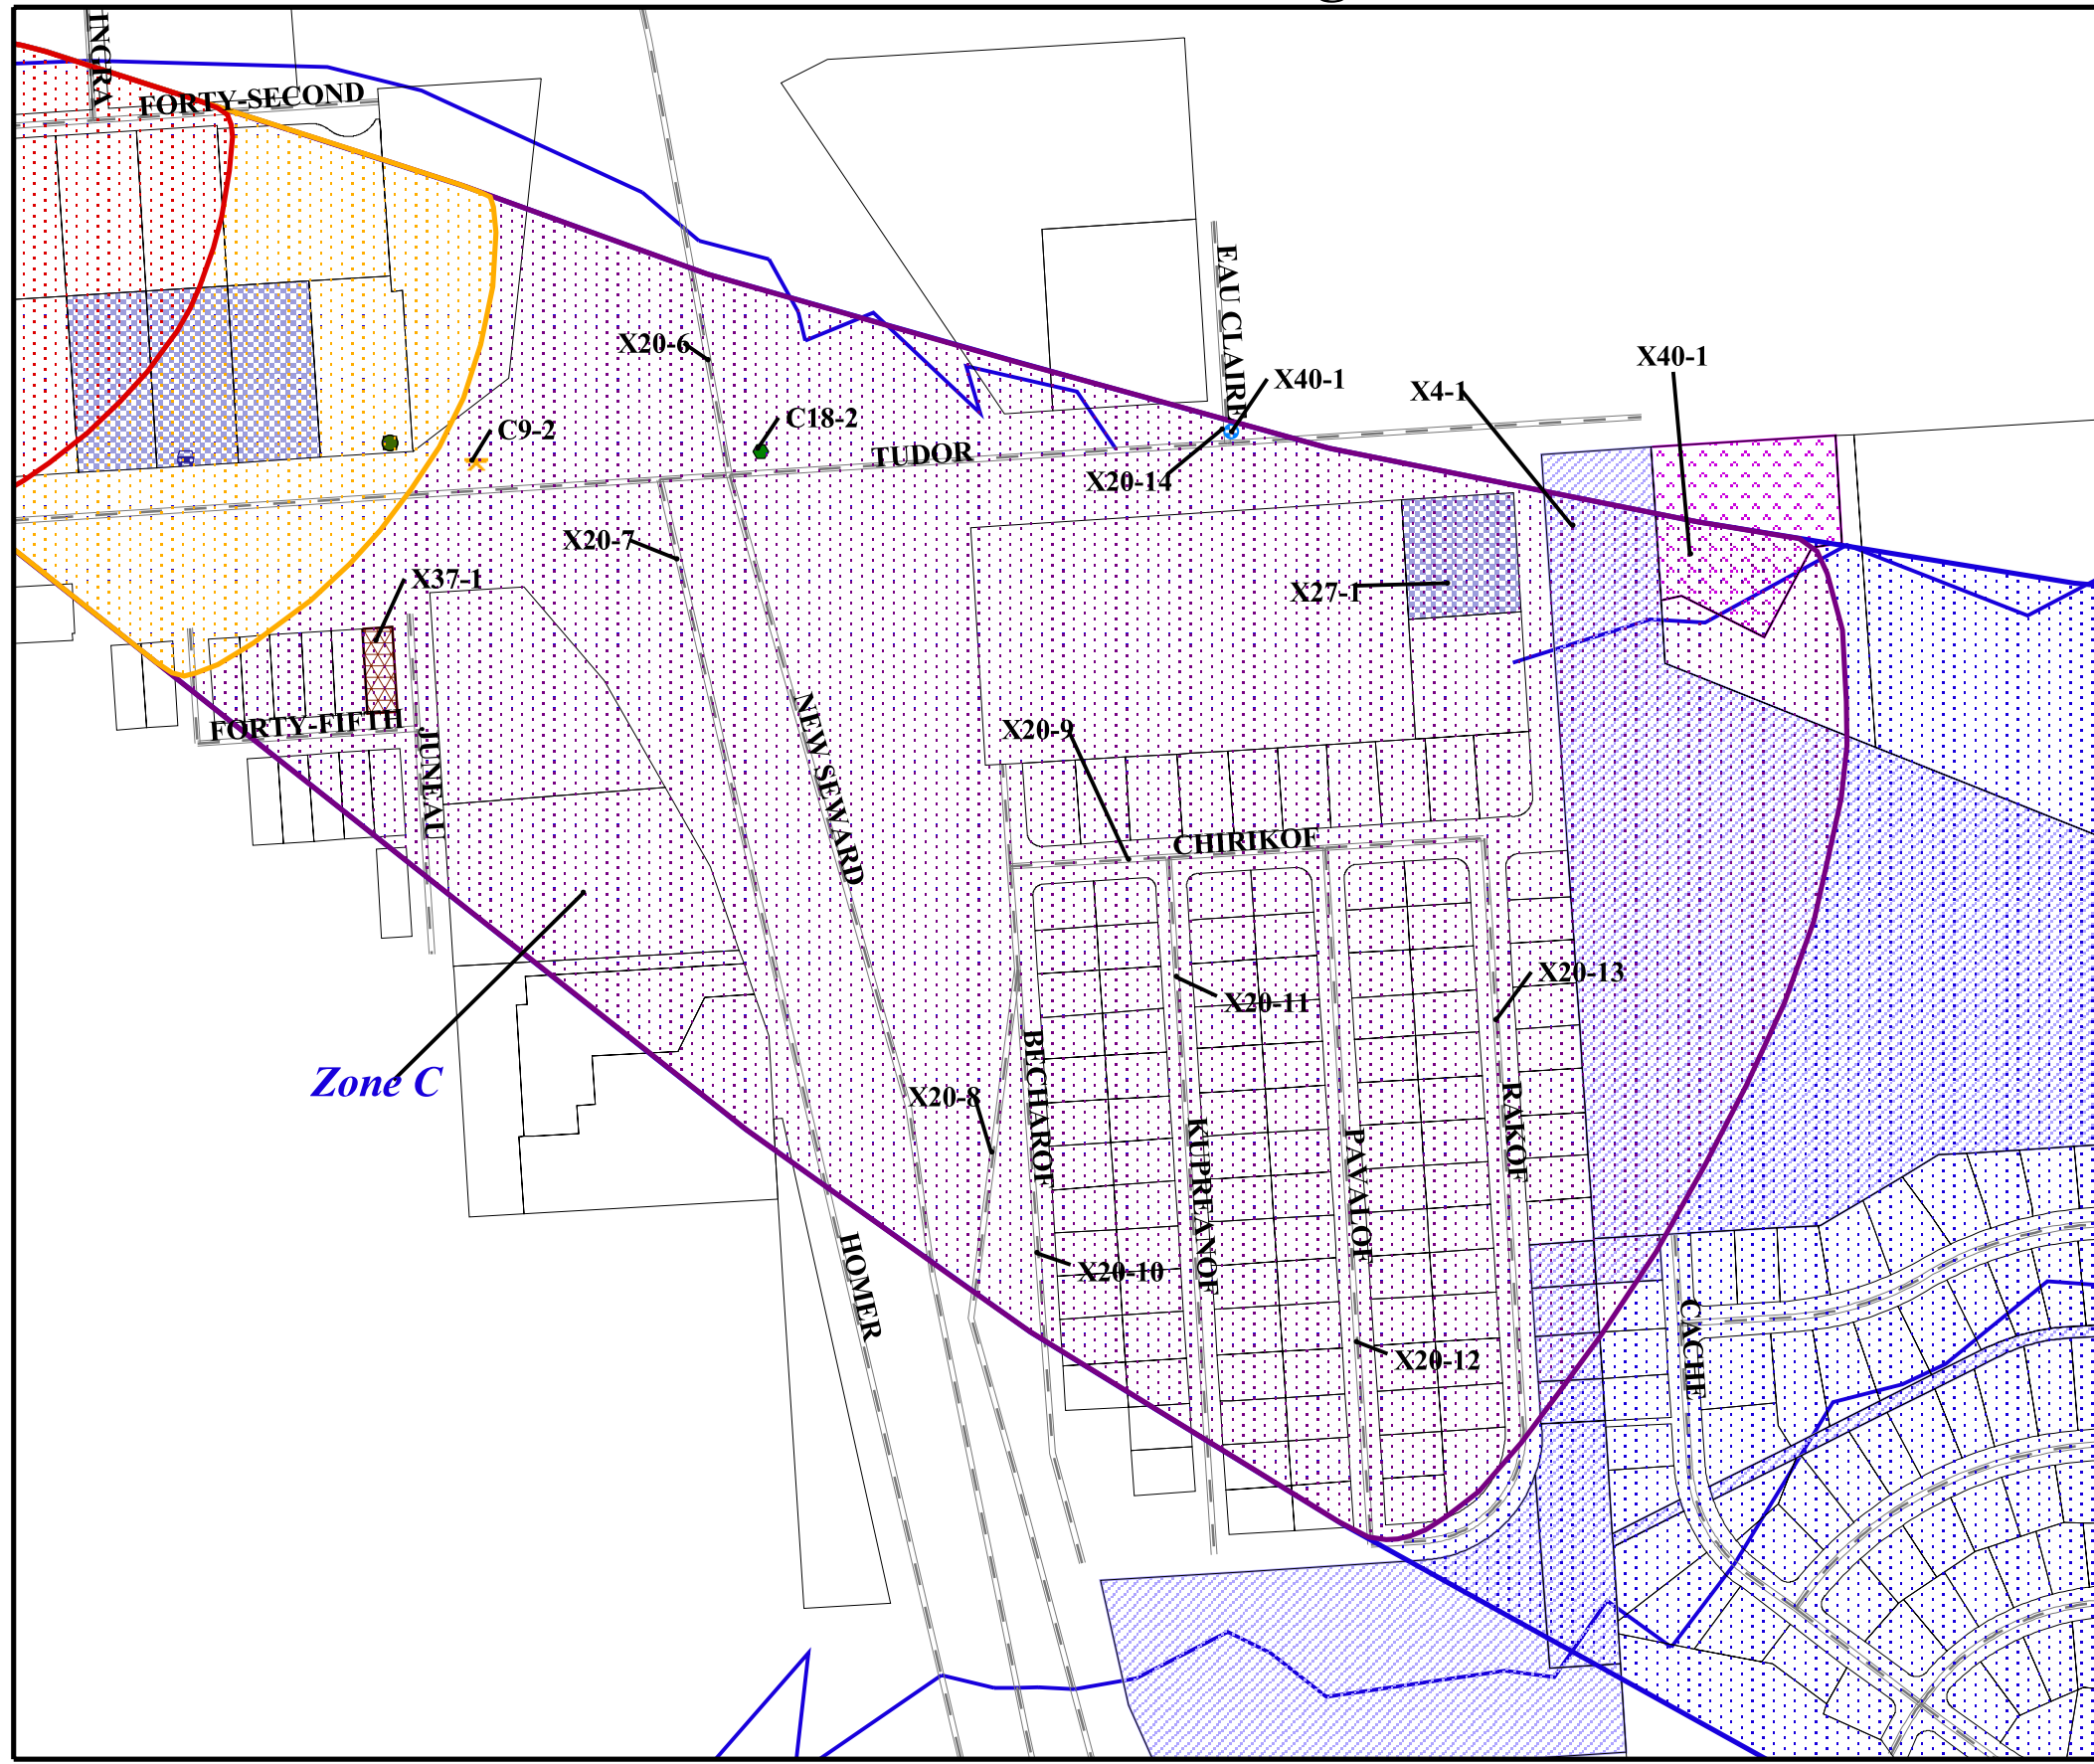 INGRA
FORTY-SECOND
EAU CLAIRE
X20-6
X40-1
X40-1
X4-1
C9-2
C18-2
TUDOR
X20-14
X20-7
X37-1
X27-1
FORTY-FIFTH
JUNEAU
NEW SEWARD
X20-9
CHIRIKOF
X20-13
X20-11
Zone C
X20-8
BECHAROF
KUPREANOF
PAVALOF
RAKOF
HOMER
X20-10
CACHE
X20-12